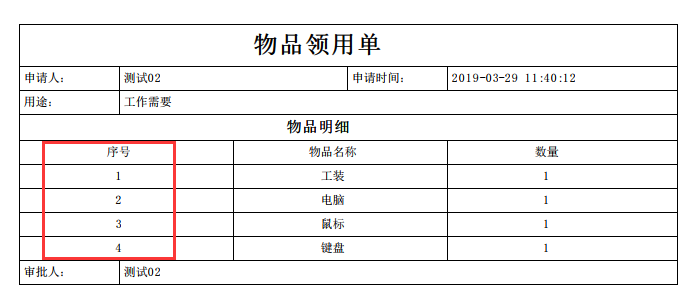 物品领用单
申请人: 测试02 申请时间: 2019-03-29 11:40:12
用途: 工作需要
物品明细
序号 物品名称 数量
1 工装 1
2 电脑 1
3 鼠标 1
4 键盘 1
审批人: 测试02